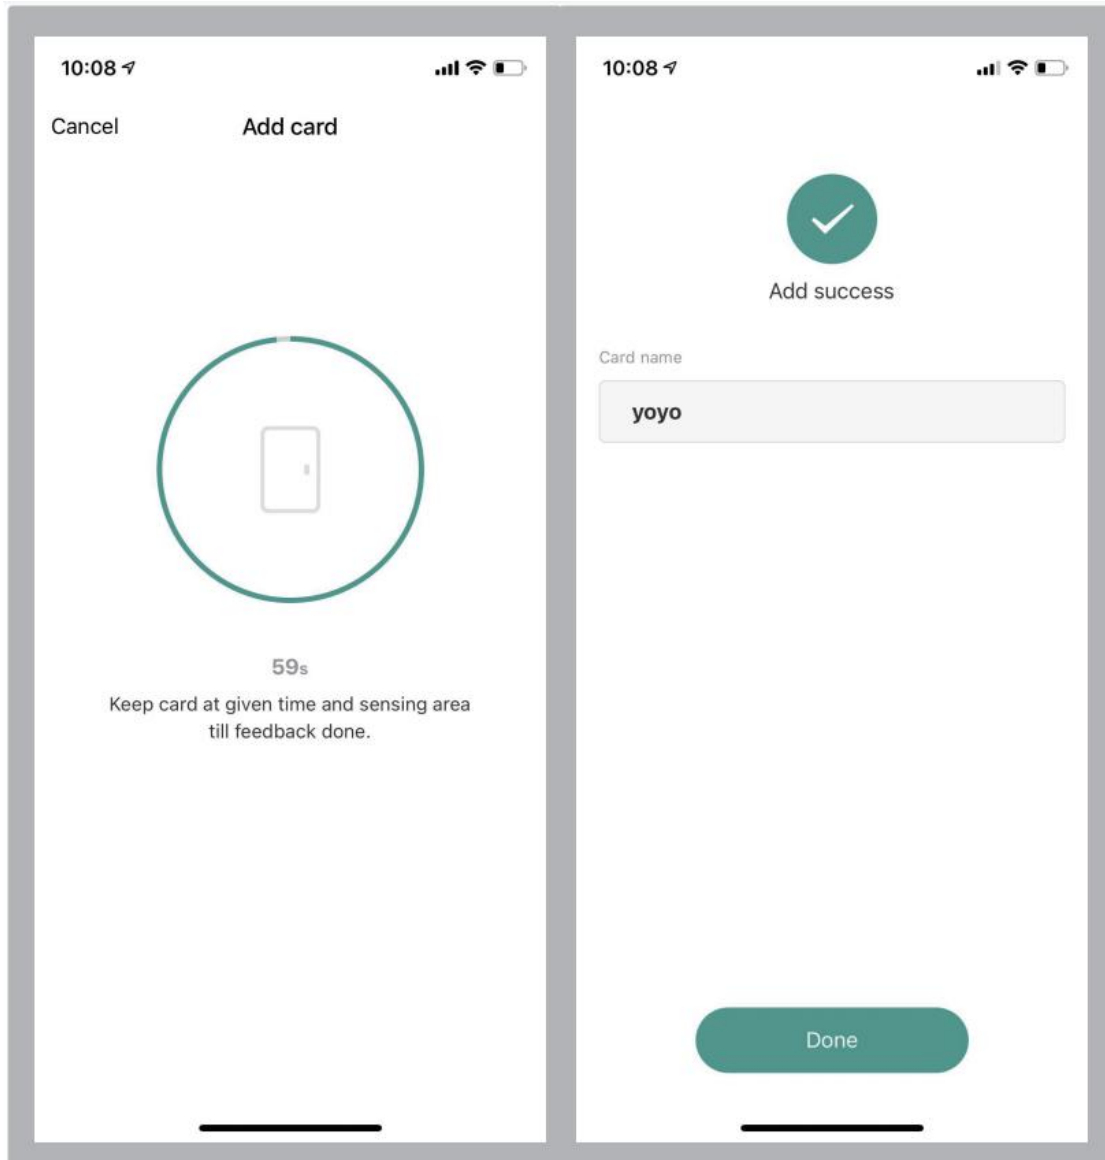 10:08
Cancel
Add card
59s
Keep card at given time and sensing area
till feedback done.
10:08
Add success
Card name
yoyo
Done